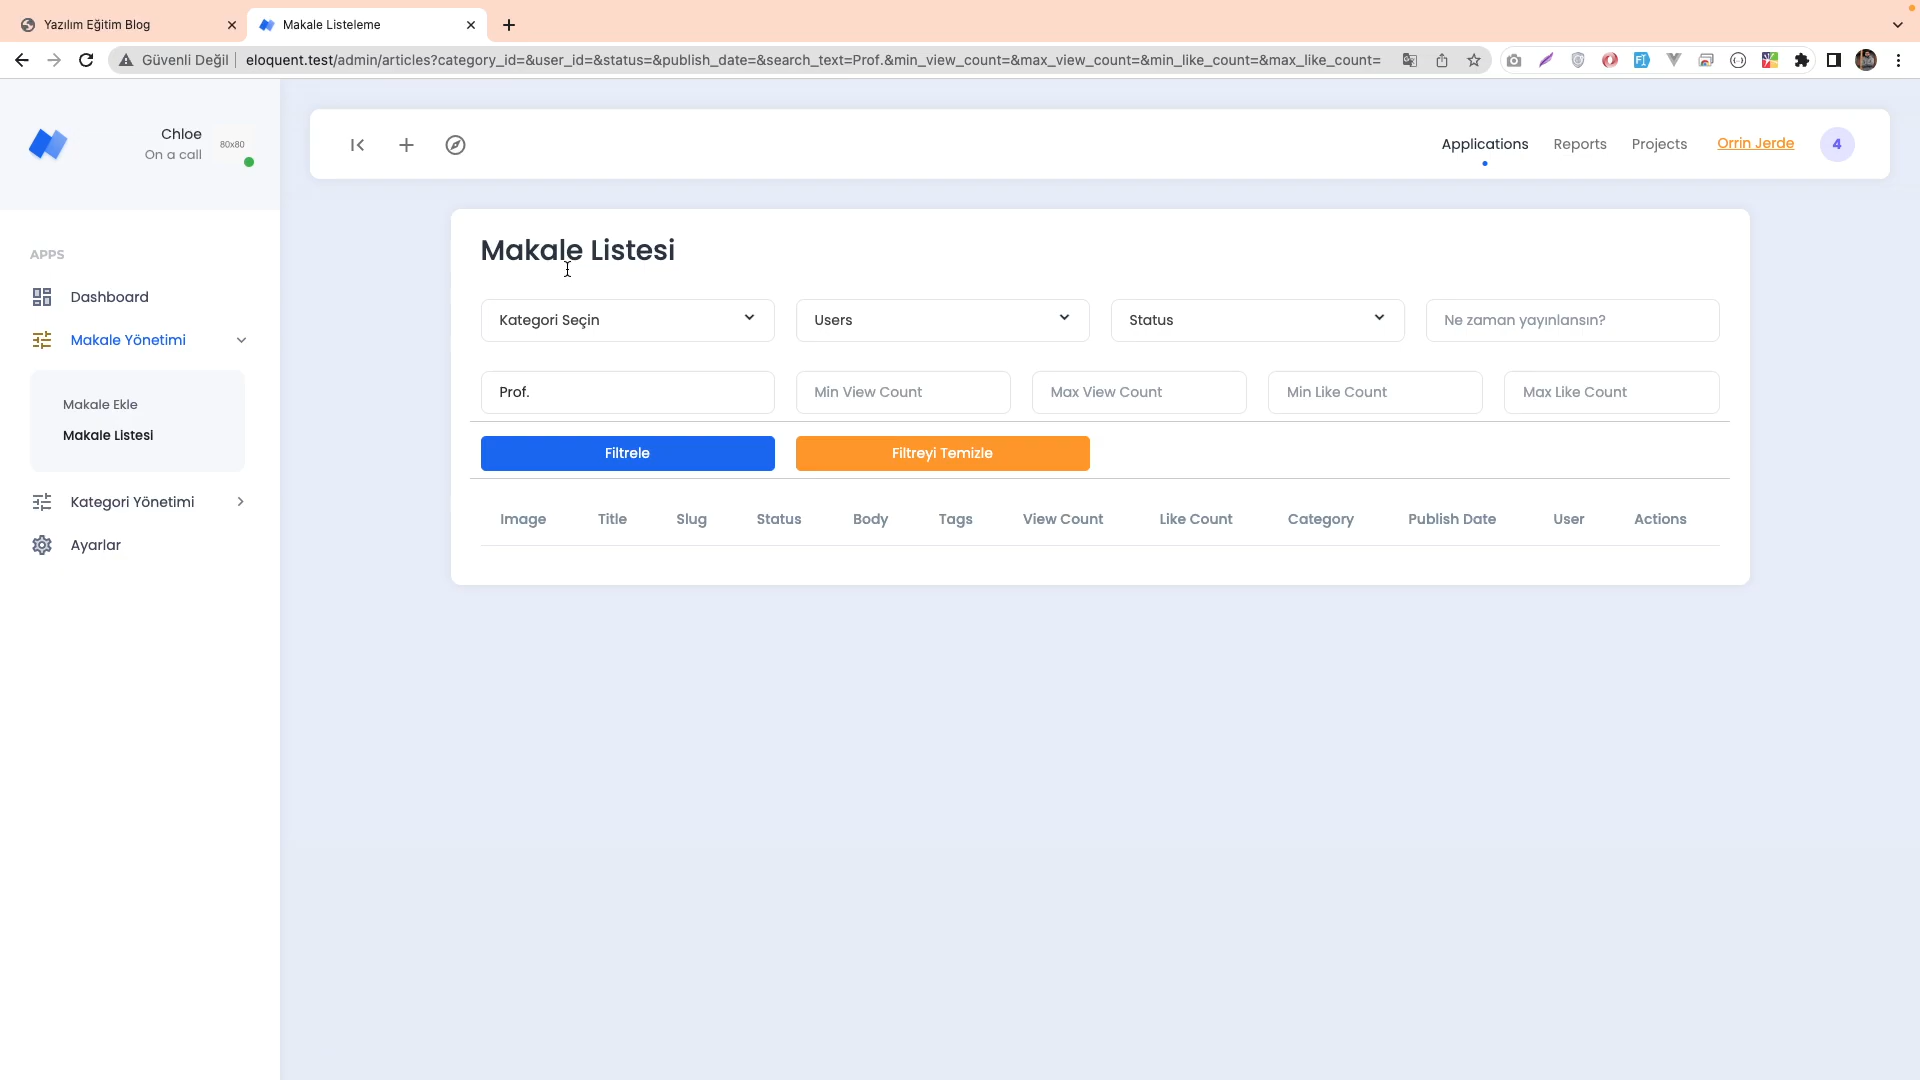 Yazılım Eğitim Blog
Makale Listeleme
Güvenli Değil
eloquent.test/admin/articles?category_id=&user_id=&status=&publish_date=&search_text=Prof.&min_view_count=&max_view_count=&min_like_count=&max_like_count=
Chloe
On a call
80x80
Applications
Reports
Projects
Orrin Jerde
4
APPS
Dashboard
Makale Yönetimi
Makale Ekle
Makale Listesi
Kategori Yönetimi
Ayarlar
Makale Listesi
Kategori Seçin
Users
Status
Ne zaman yayınlansın?
Prof.
Min View Count
Max View Count
Min Like Count
Max Like Count
Filtrele
Filtreyi Temizle
Image Title Slug Status Body Tags View Count Like Count Category Publish Date User Actions